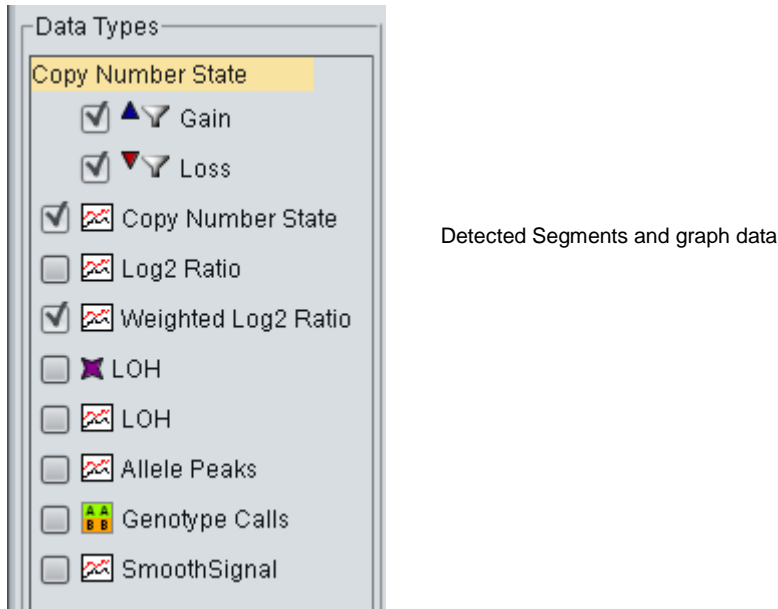 Data Types
Copy Number State
Gain
Loss
Copy Number State
Detected Segments and graph data
Log2 Ratio
Weighted Log2 Ratio
LOH
LOH
Allele Peaks
A A
B B
Genotype Calls
SmoothSignal